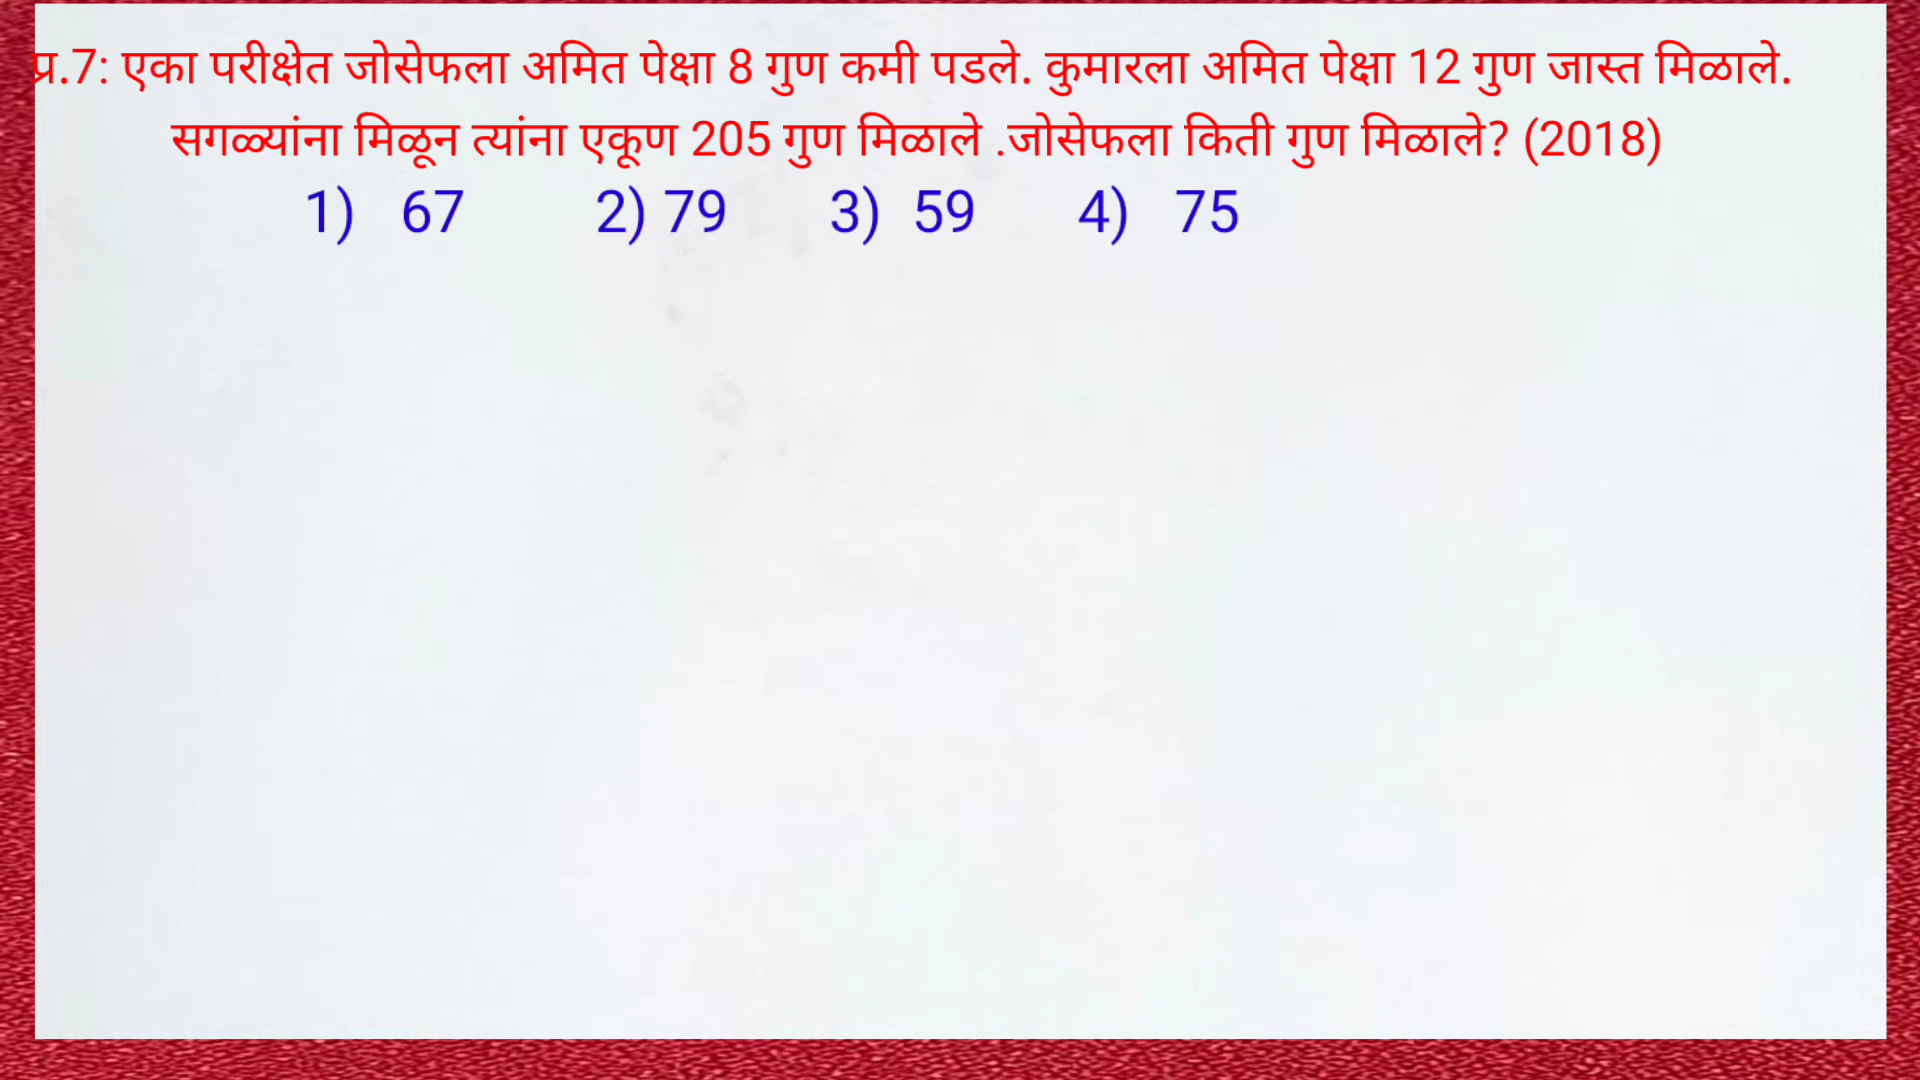 प्र.7: एका परीक्षेत जोसेफला अमित पेक्षा 8 गुण कमी पडले. कुमारला अमित पेक्षा 12 गुण जास्त मिळाले.
सगळ्यांना मिळून त्यांना एकूण 205 गुण मिळाले .जोसेफला किती गुण मिळाले? (2018)
1) 67 2) 79 3) 59 4) 75